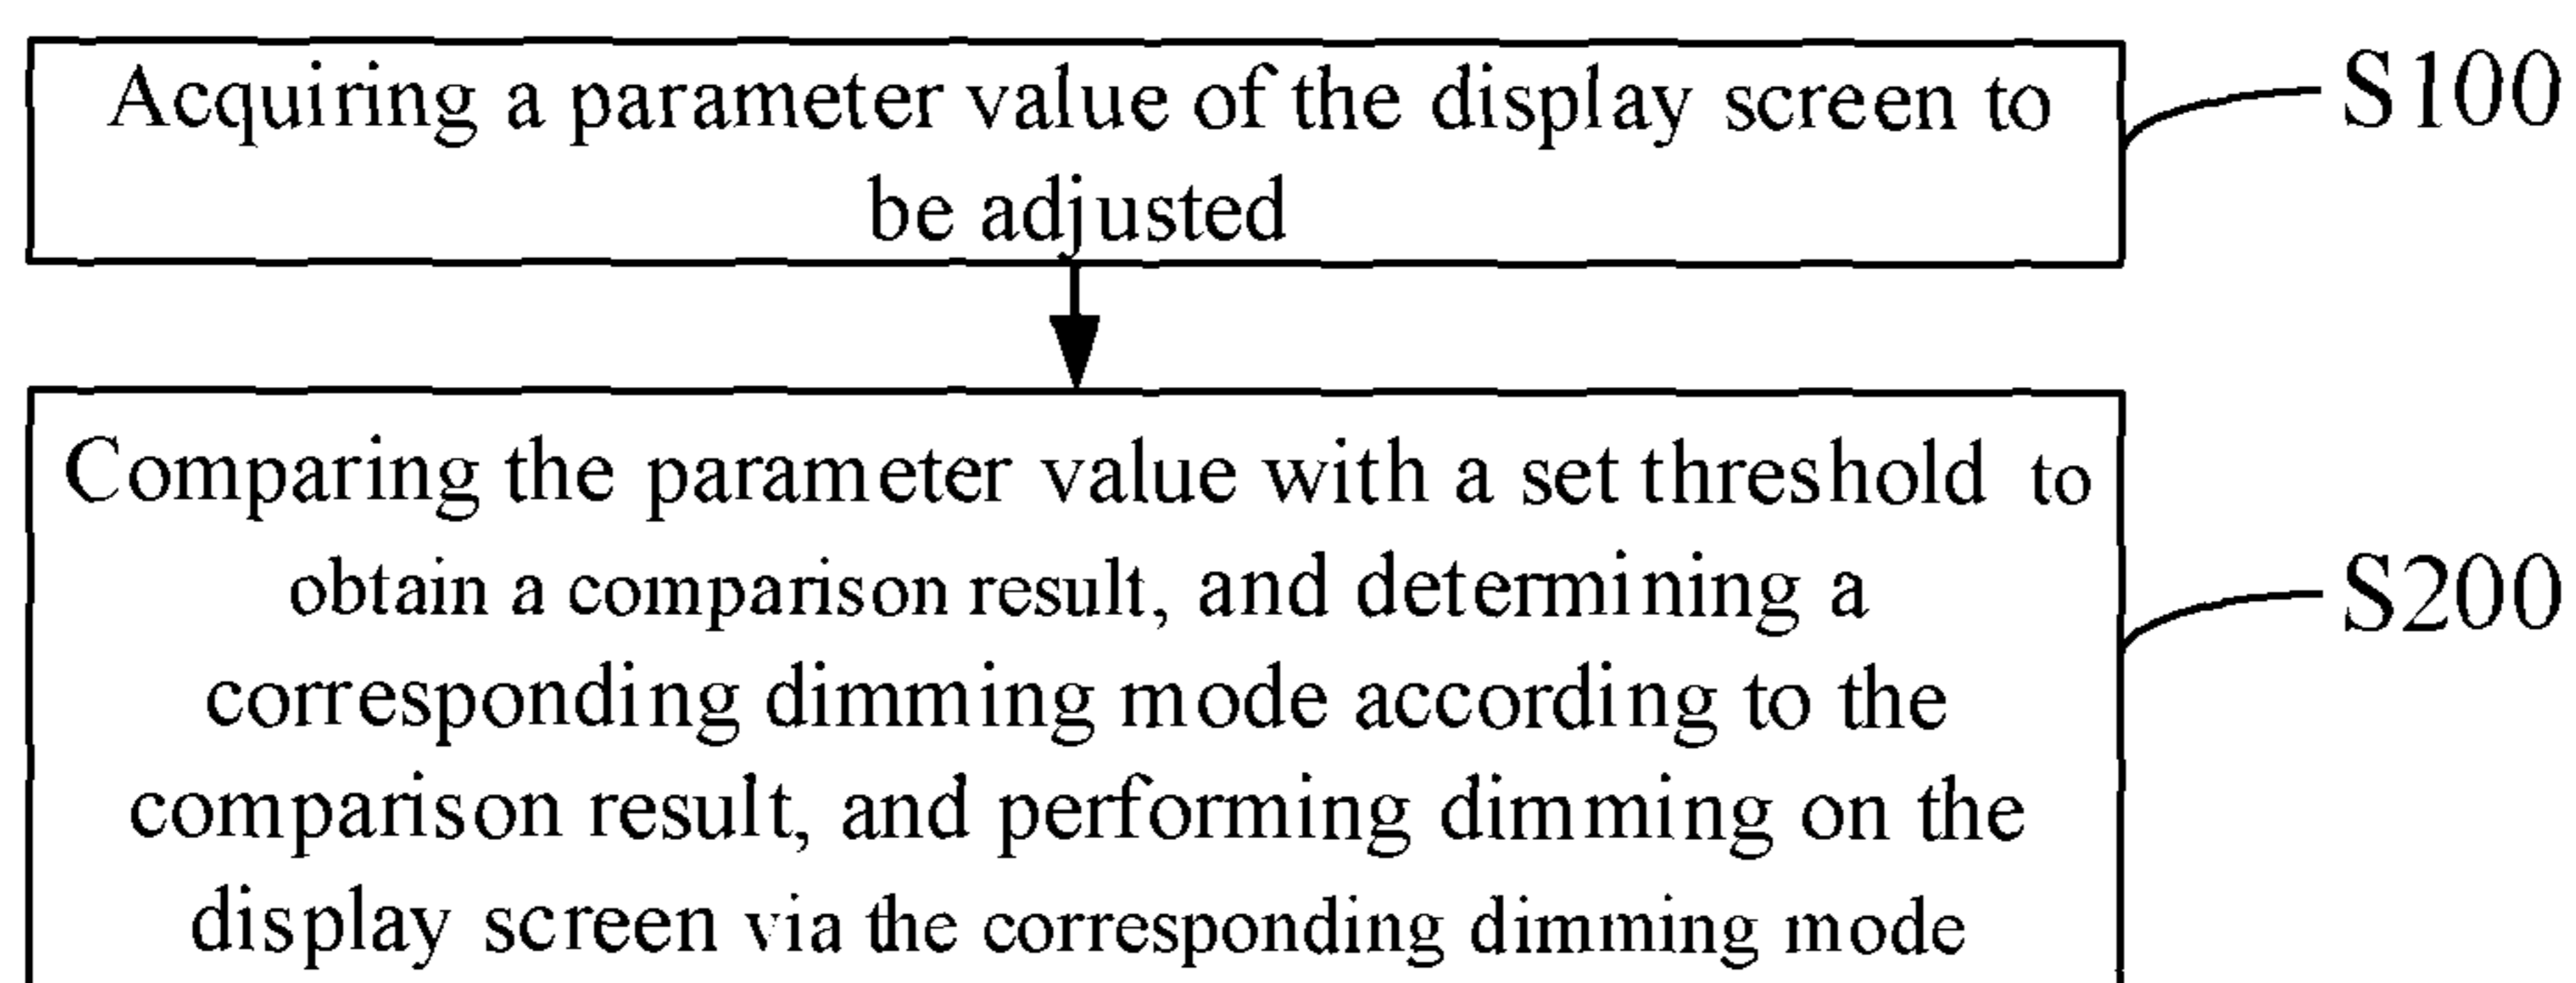 Acquiring a parameter value of the display screen to
be adjusted
S100
Comparing the parameter value with a set threshold to
obtain a comparison result, and determining a
corresponding dimming mode according to the
comparison result, and performing dimming on the
display screen via the corresponding dimming mode
S200